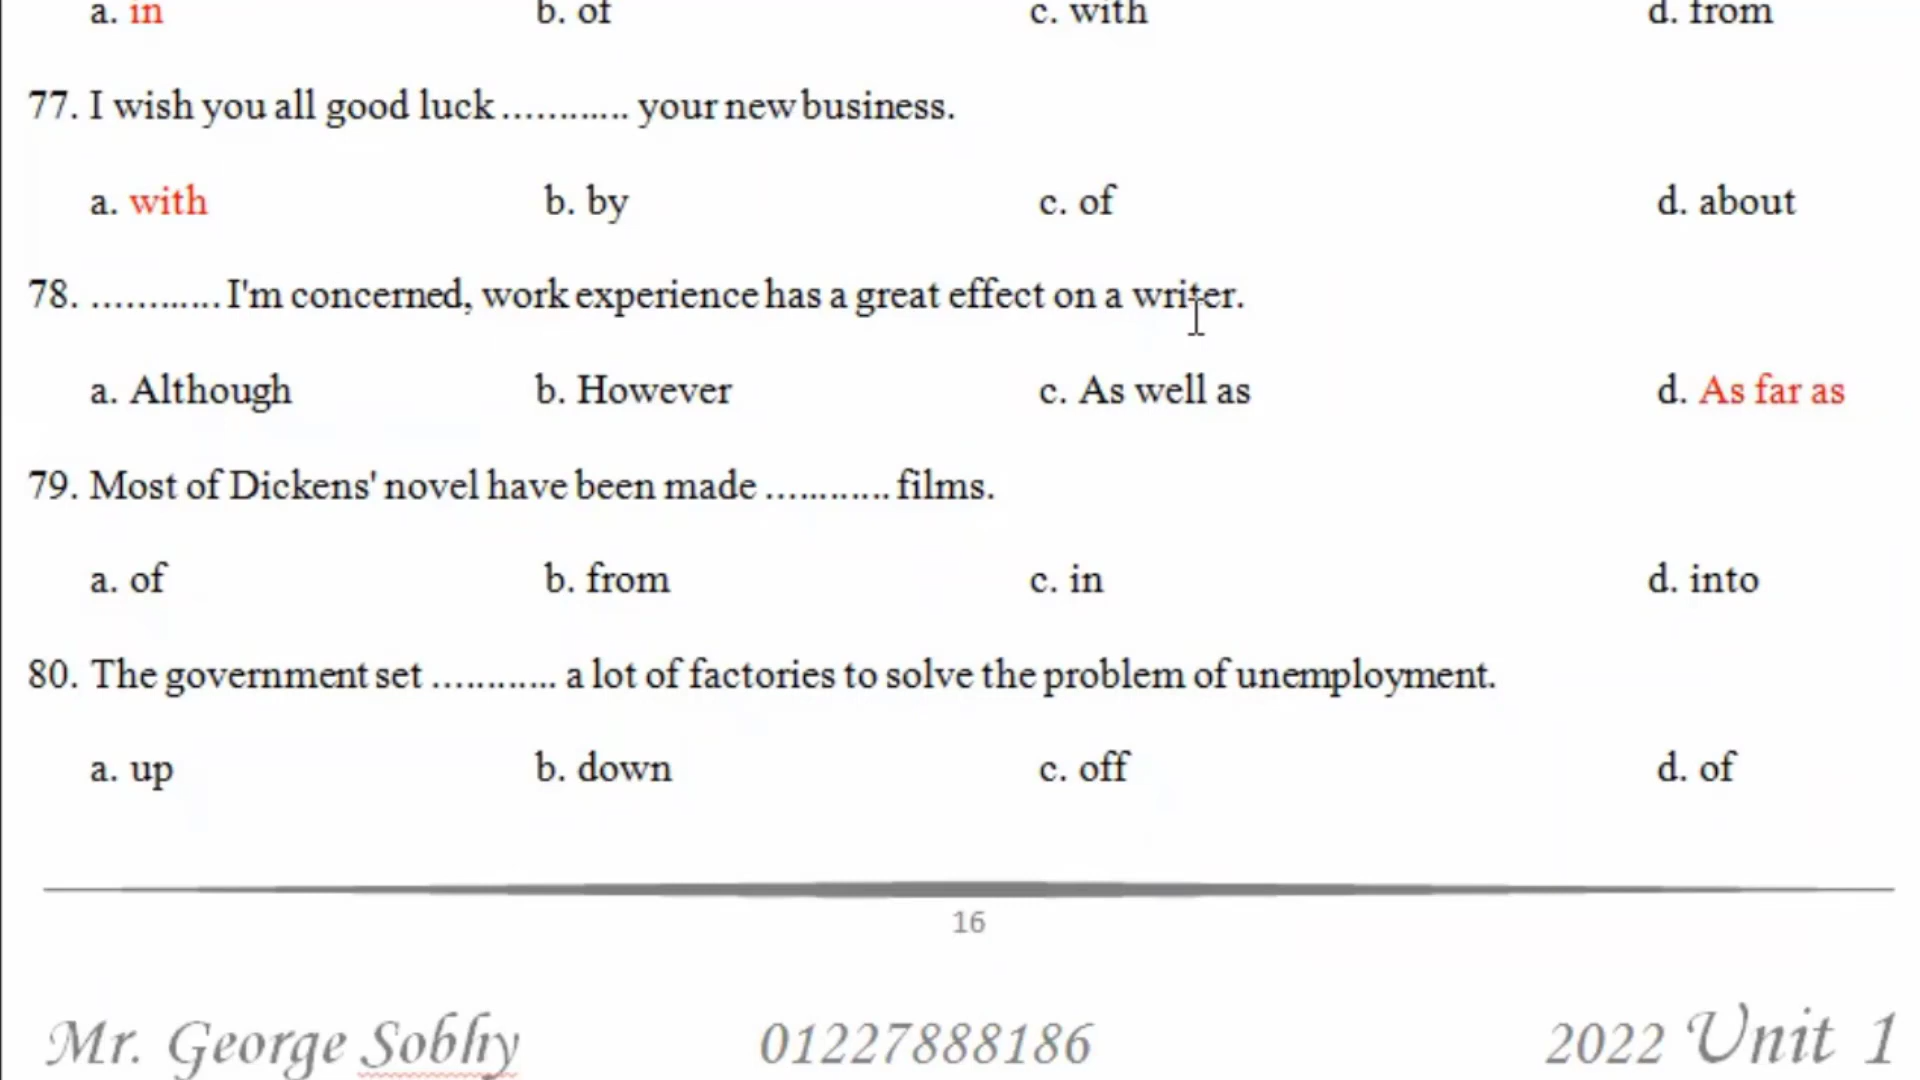 a. in b. of c. with d. from
77. I wish you all good luck ............ your new business.
a. with b. by c. of d. about
78. ............ I'm concerned, work experience has a great effect on a writer.
a. Although b. However c. As well as d. As far as
79. Most of Dickens' novel have been made ............ films.
a. of b. from c. in d. into
80. The government set ............ a lot of factories to solve the problem of unemployment.
a. up b. down c. off d. of
16
Mr. George Sobhy 01227888186 2022 Unit 1